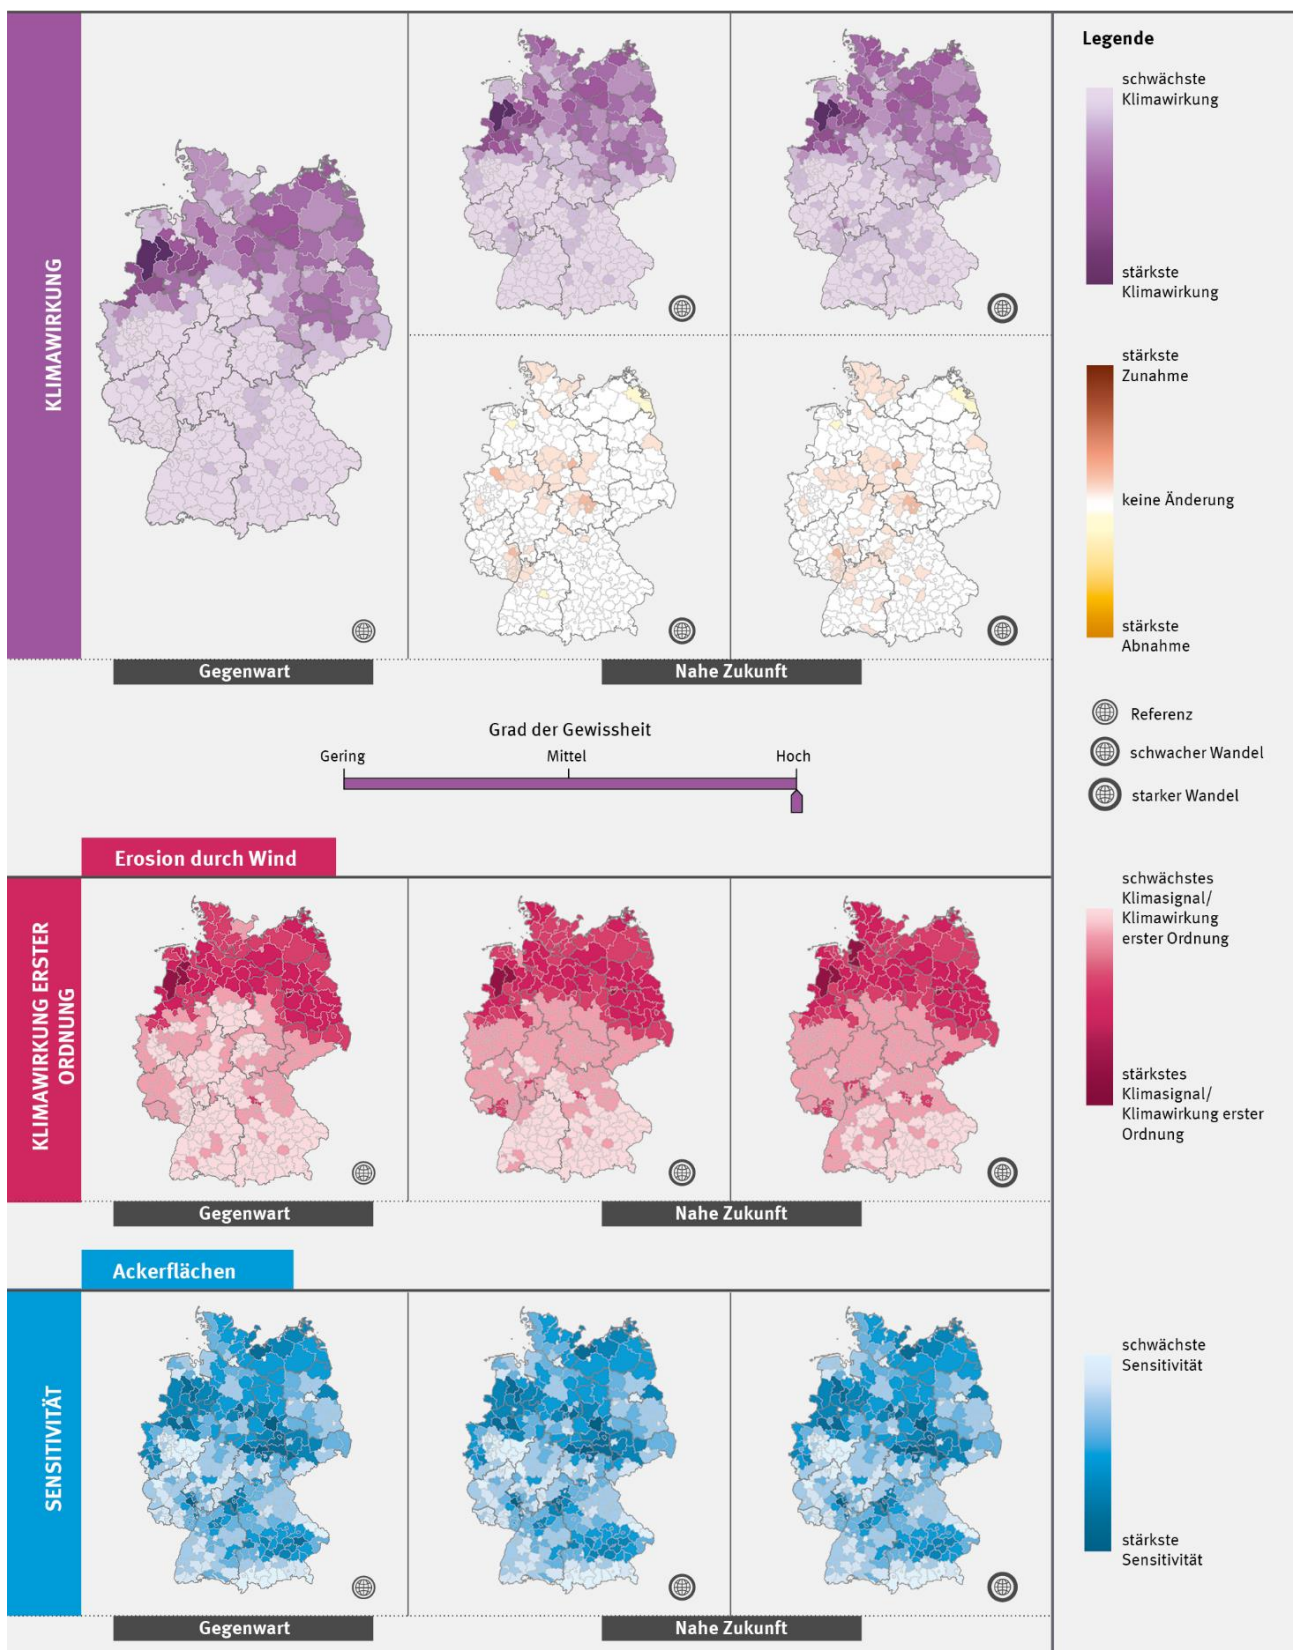 KLIMAWIRKUNG
Gegenwart
Nahe Zukunft
Grad der Gewissheit
Gering
Mittel
Hoch
Erosion durch Wind
KLIMAWIRKUNG ERSTER
ORDNUNG
Gegenwart
Nahe Zukunft
Ackerflächen
SENSITIVITÄT
Gegenwart
Nahe Zukunft
Legende
schwächste
Klimawirkung
stärkste
Klimawirkung
stärkste
Zunahme
keine Änderung
stärkste
Abnahme
Referenz
schwacher Wandel
starker Wandel
schwächstes
Klimasignal/
Klimawirkung
erster Ordnung
stärkstes
Klimasignal/
Klimawirkung erster
Ordnung
schwächste
Sensitivität
stärkste
Sensitivität